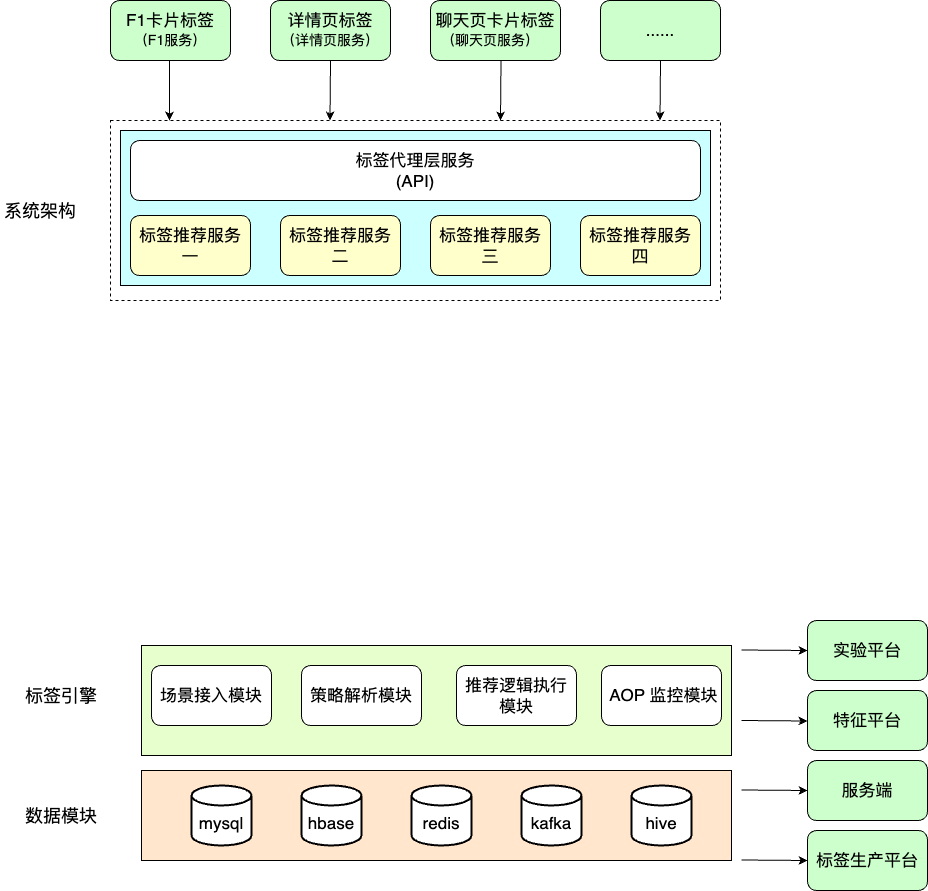 F1卡片标签
（F1服务）
详情页标签
（详情页服务）
聊天页卡片标签
（聊天页服务）
......
系统架构
标签代理层服务
(API)
标签推荐服务
一
标签推荐服务
二
标签推荐服务
三
标签推荐服务
四
标签引擎
场景接入模块
策略解析模块
推荐逻辑执行
模块
AOP 监控模块
数据模块
mysql
hbase
redis
kafka
hive
实验平台
特征平台
服务端
标签生产平台